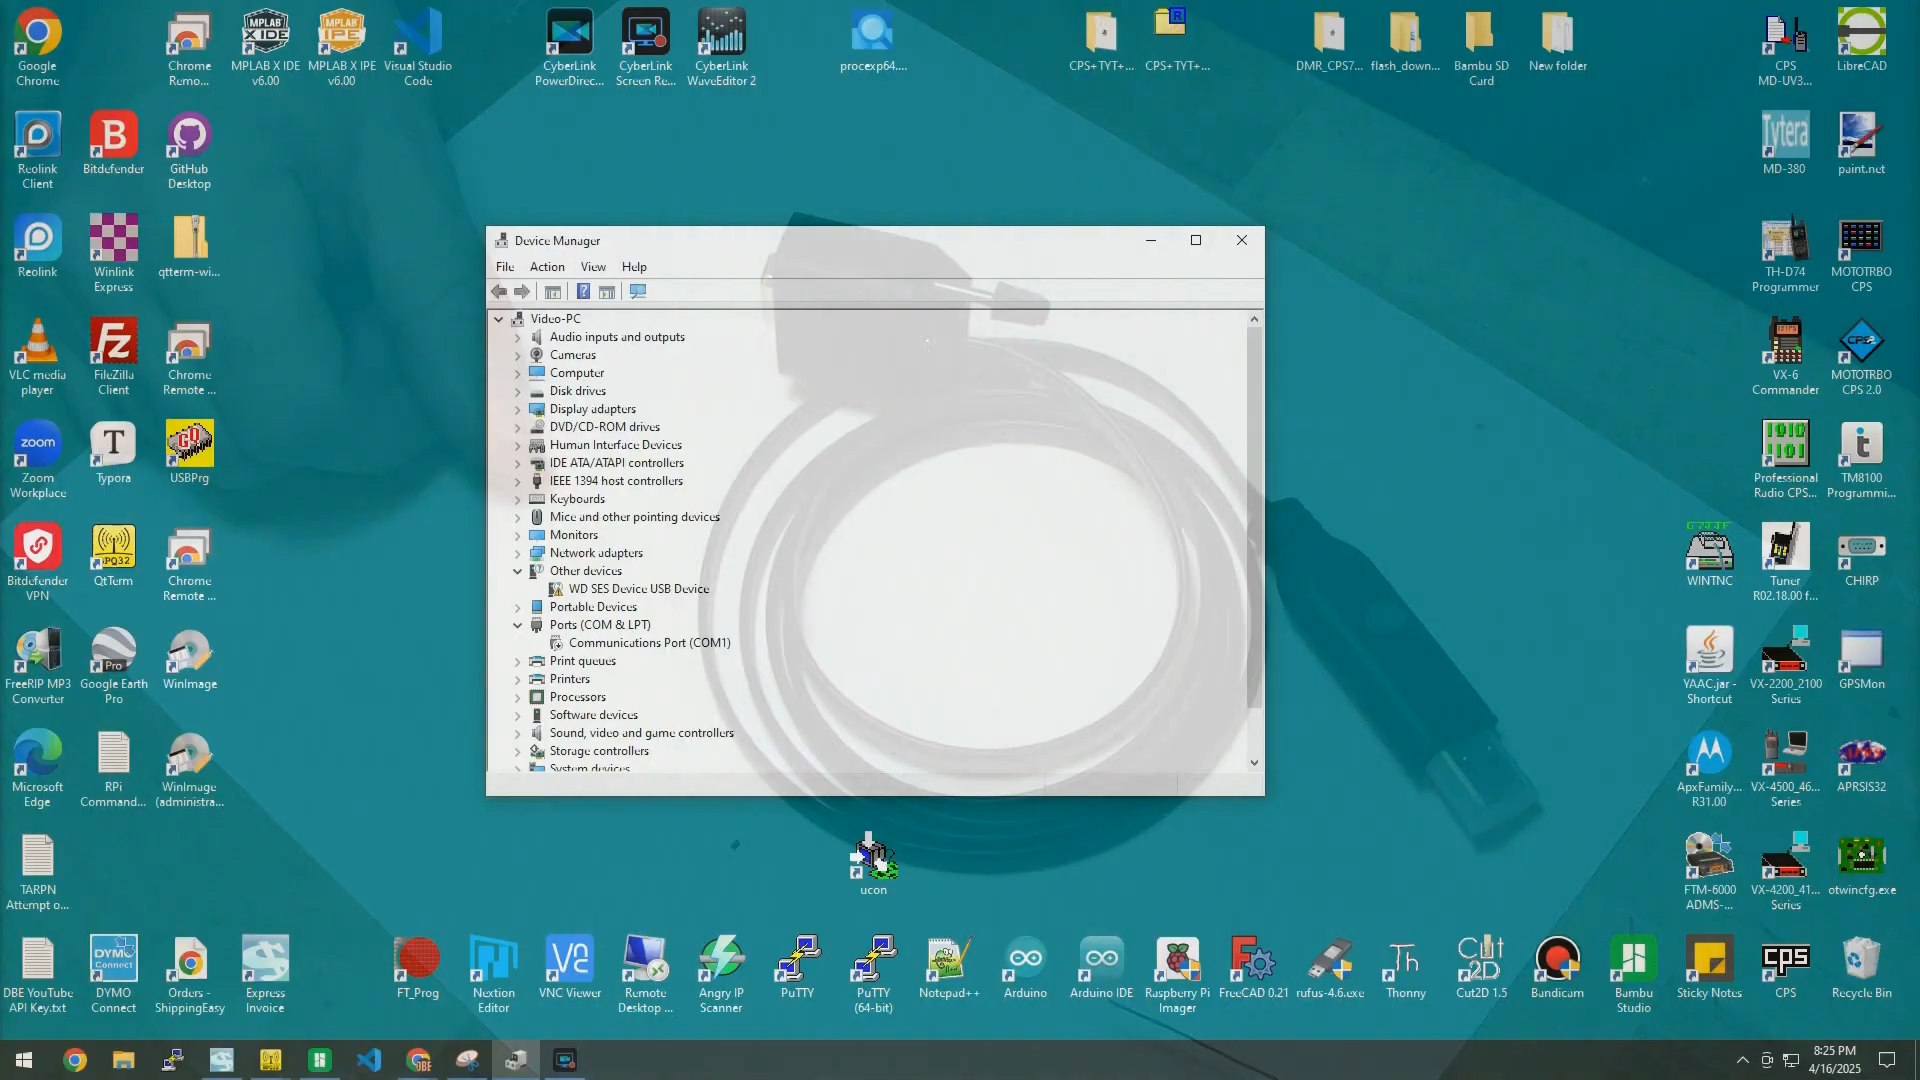 Google
Chrome
Chrome
Remo...
MPLAB X IDE
v6.00
MPLAB X IPE
v6.00
Visual Studio
Code
CyberLink
PowerDirec...
CyberLink
Screen Re...
CyberLink
WaveEditor 2
procexp64....
CPS+TYT+...
CPS+TYT+...
DMR_CPS7...
flash_down...
Bambu SD
Card
New folder
CPS
MD-UV3...
LibreCAD
Reolink
Client
Bitdefender
GitHub
Desktop
Tytera
MD-380
paint.net
Reolink
Winlink
Express
qtterm-wi...
TH-D74
Programmer
MOTOTRBO
CPS
VLC media
player
FileZilla
Client
Chrome
Remote ...
VX-6
Commander
MOTOTRBO
CPS 2.0
Zoom
Workplace
Typora
USBPrg
Professional
Radio CPS...
TM8100
Programmi...
Bitdefender
VPN
QtTerm
Chrome
Remote ...
WINTNC
Tuner
R02.18.00 f...
CHIRP
FreeRIP MP3
Converter
Google Earth
Pro
WinImage
YAAC.jar -
Shortcut
VX-2200_2100
Series
GPSMon
Microsoft
Edge
RPi
Command...
WinImage
(administra...
ApxFamily...
R31.00
VX-4500_46...
Series
APRSIS32
TARPN
Attempt o...
FTM-6000
ADMS-...
VX-4200_41...
Series
otwincfg.exe
Device Manager
File Action View Help
Video-PC
Audio inputs and outputs
Cameras
Computer
Disk drives
Display adapters
DVD/CD-ROM drives
Human Interface Devices
IDE ATA/ATAPI controllers
IEEE 1394 host controllers
Keyboards
Mice and other pointing devices
Monitors
Network adapters
Other devices
WD SES Device USB Device
Portable Devices
Ports (COM & LPT)
Communications Port (COM1)
Print queues
Printers
Processors
Software devices
Sound, video and game controllers
Storage controllers
System devices
ucon
DBE YouTube
API Key.txt
DYMO
Connect
Orders -
ShippingEasy
Express
Invoice
FT_Prog
Nextion
Editor
VNC Viewer
Remote
Desktop ...
Angry IP
Scanner
PuTTY
PuTTY
(64-bit)
Notepad++
Arduino
Arduino IDE
Raspberry Pi
Imager
FreeCAD 0.21
rufus-4.6.exe
Thonny
Cut2D 1.5
Bandicam
Bambu
Studio
Sticky Notes
CPS
Recycle Bin
8:25 PM
4/16/2025